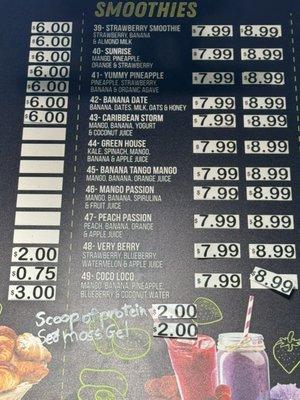 SMOOTHIES
$6.00
$6.00
$6.00
$6.00
$6.00
$6.00
$6.00
$
$
$
$
$
$
$
$
$2.00
$0.75
$3.00
39- STRAWBERRY SMOOTHIE $7.99 $8.99
STRAWBERRY, BANANA
& ALMOND MILK
40- SUNRISE $7.99 $8.99
MANGO, PINEAPPLE,
ORANGE & STRAWBERRY
41- YUMMY PINEAPPLE $7.99 $8.99
PINEAPPLE, STRAWBERRY,
BANANA & ORGANIC AGAVE
42- BANANA DATE $7.99 $8.99
BANANA, DATES, MILK, OATS & HONEY
43- CARIBBEAN STORM $7.99 $8.99
MANGO, BANANA, YOGURT
& COCONUT JUICE
44- GREEN HOUSE $7.99 $8.99
KALE, SPINACH, MANGO,
BANANA & APPLE JUICE
45- BANANA TANGO MANGO $7.99 $8.99
MANGO, BANANA, ORANGE JUICE
46- MANGO PASSION $7.99 $8.99
MANGO, BANANA, SPIRULINA
& FRUIT JUICE
47- PEACH PASSION $7.99 $8.99
PEACH, BANANA, ORANGE
& APPLE JUICE
48- VERY BERRY $7.99 $8.99
STRAWBERRY, BLUEBERRY,
WATERMELON & APPLE JUICE
49- COCO LOCO $7.99 $8.99
MANGO, BANANA, PINEAPPLE,
BLUEBERRY & COCONUT WATER
Scoop of protein $2.00
Sea Moss Gel $2.00